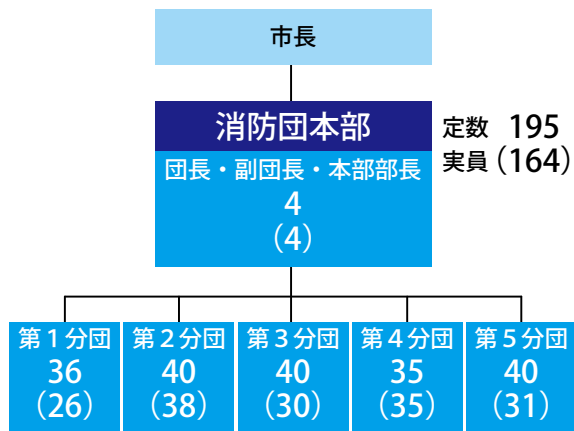 市長
消防団本部
定数 195
実員(164)
団長・副団長・本部部長
4
(4)
第1分団
36
(26)
第2分団
40
(38)
第3分団
40
(30)
第4分団
35
(35)
第5分団
40
(31)